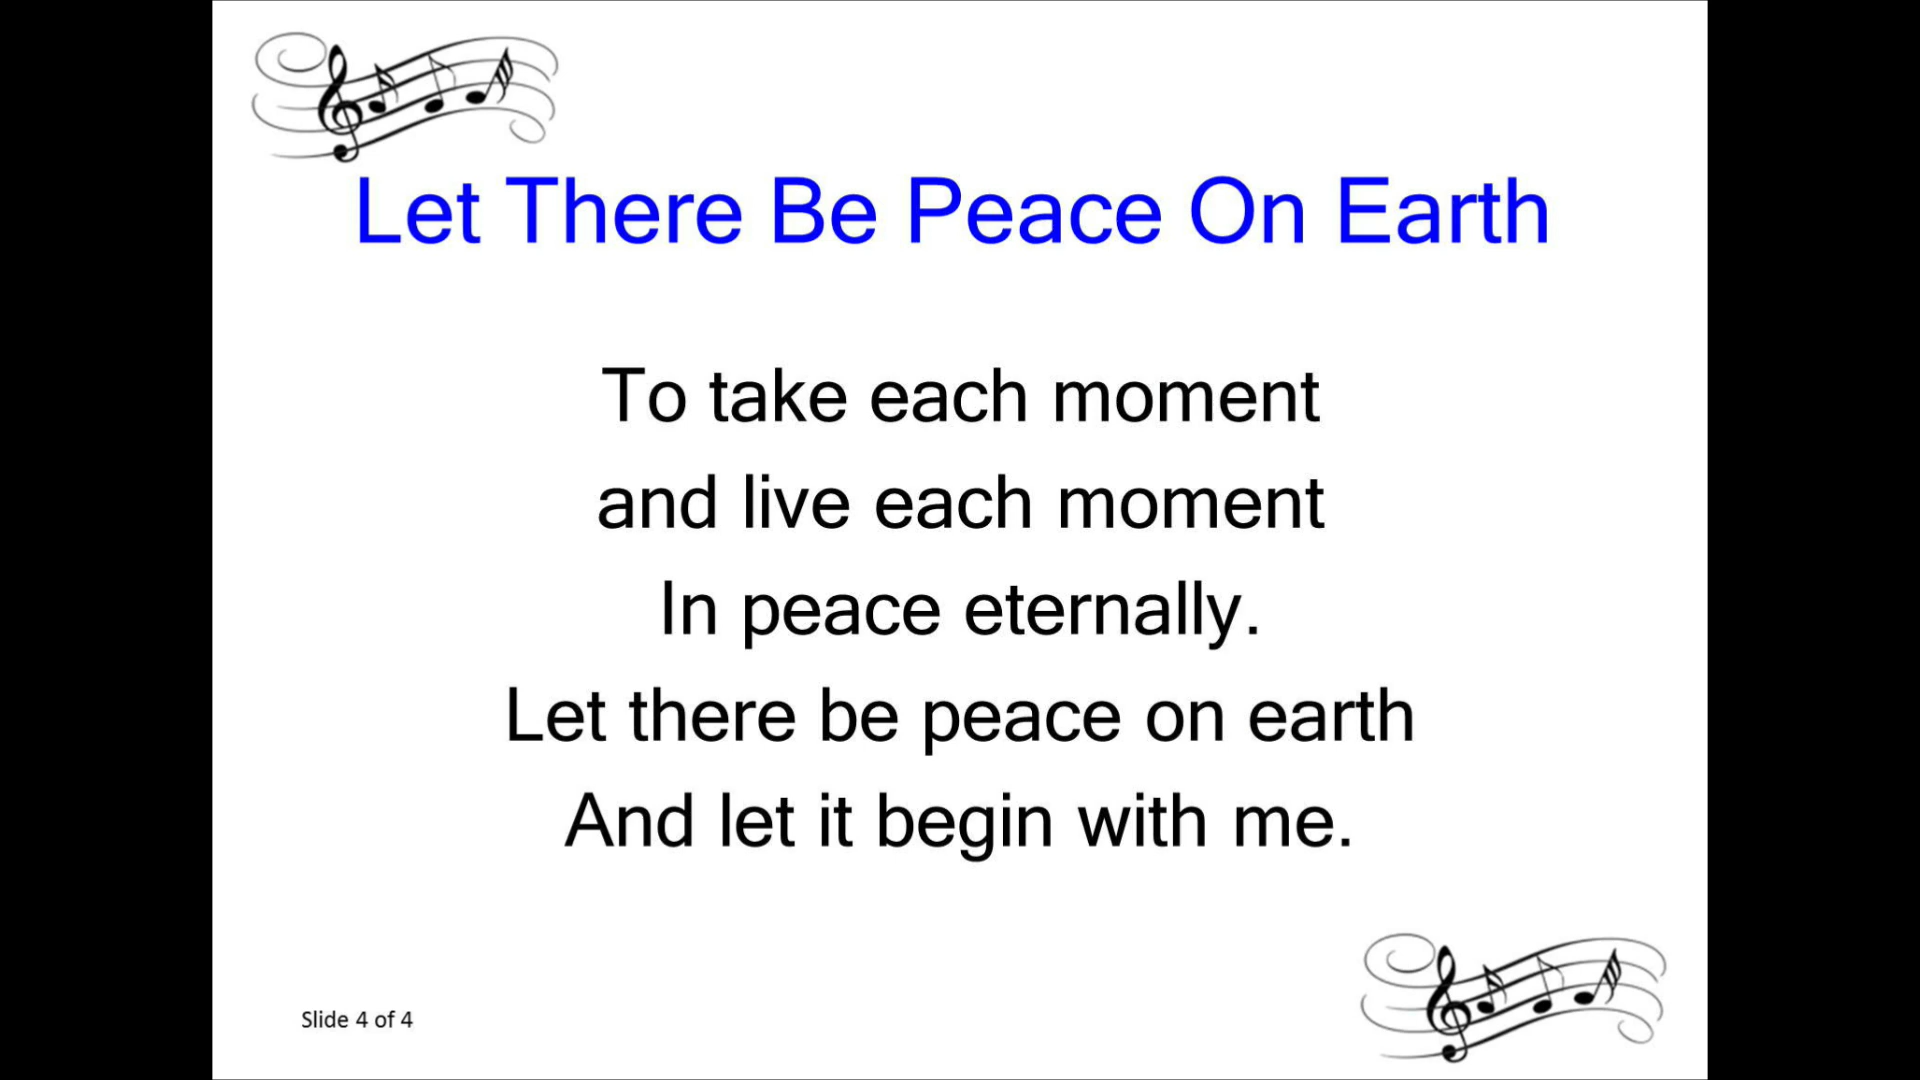 Let There Be Peace On Earth
To take each moment
and live each moment
In peace eternally.
Let there be peace on earth
And let it begin with me.
Slide 4 of 4